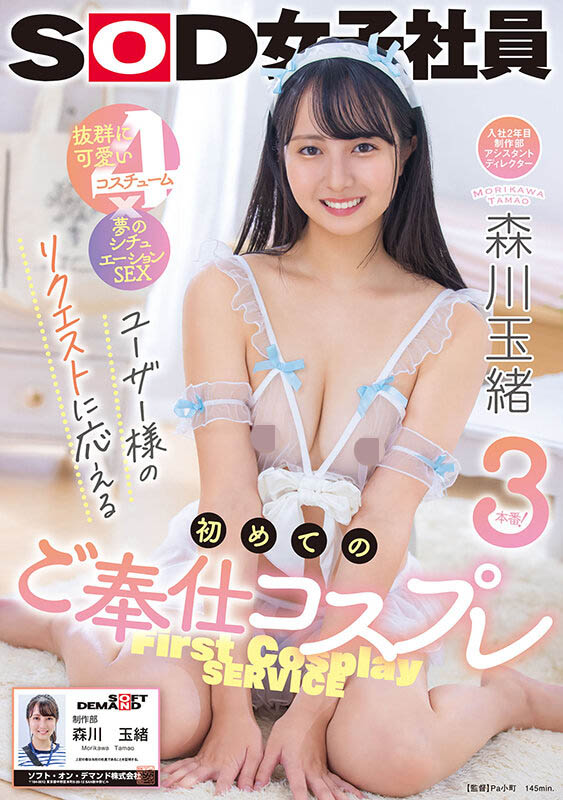 SOD女子社員
抜群に
可愛い
4
コスチューム
×
夢の
シチュ
エーション
SEX
入社2年目
制作部
アシスタント
ディレクター
MORIKAWA
TAMAO
森川玉緒
ユーザー様の
リクエストに応える
3
本番!
初めての
ご奉仕コスプレ
First Cosplay
SERVICE
SOFT
DEMAND
ON
制作部
森川 玉緒
Morikawa Tamao
ソフト・オン・デマンド株式会社
【監督】Pa小町 145min.